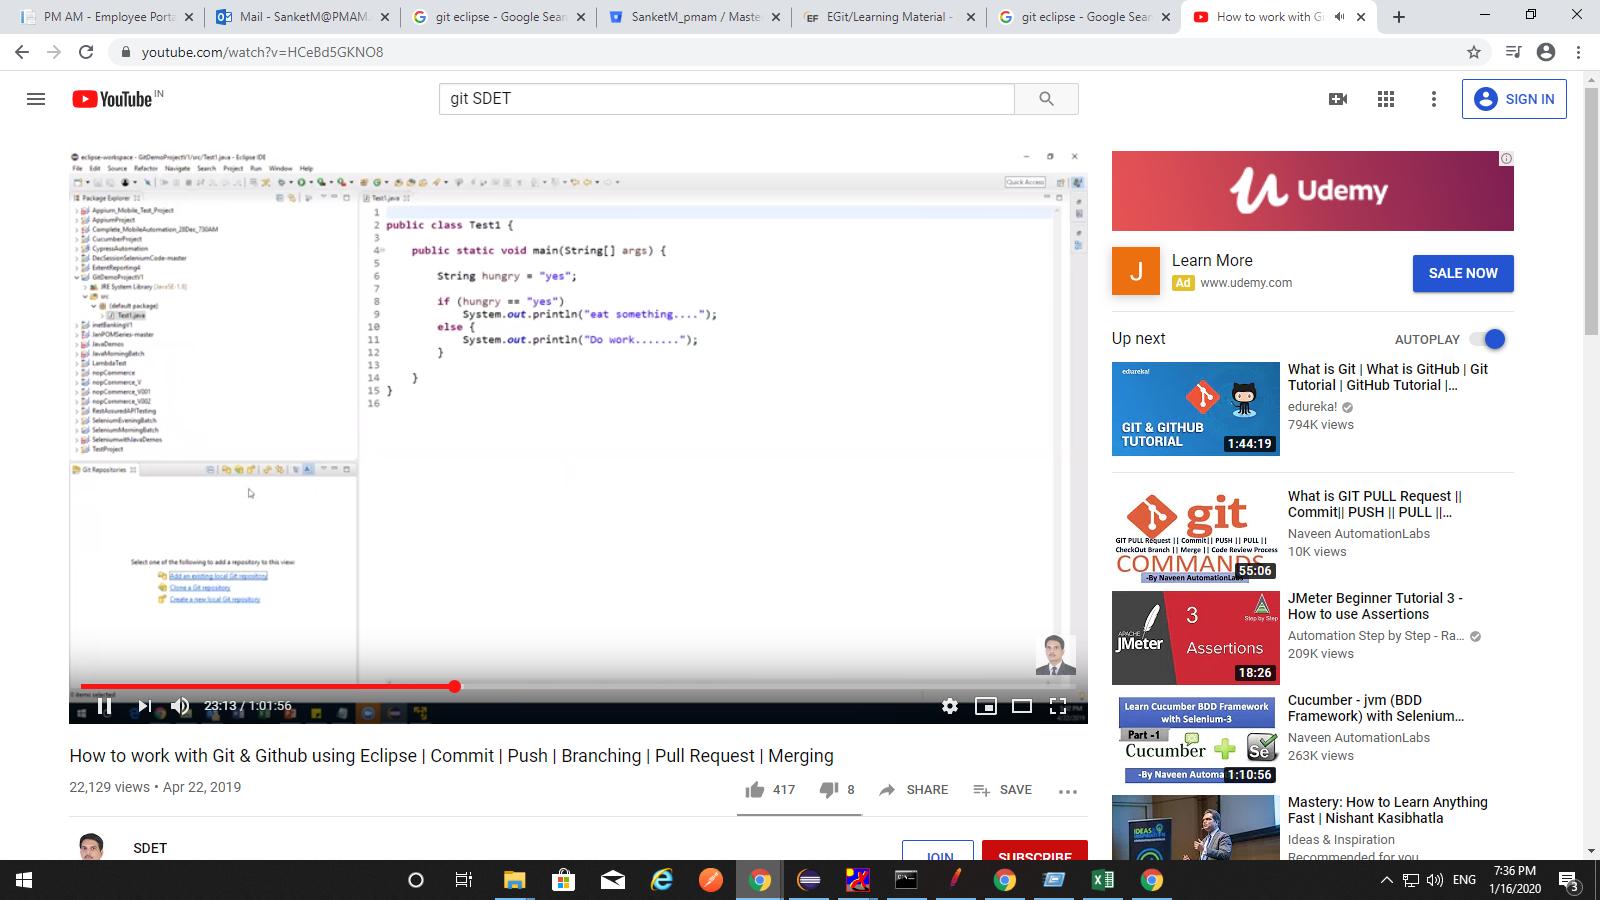 PM AM - Employee Porta
Mail - SanketM@PMAM.
git eclipse - Google Sear
SanketM_pmam / Maste
EGit/Learning Material -
git eclipse - Google Sear
How to work with Gi
youtube.com/watch?v=HCeBd5GKNO8
YouTube IN
git SDET
SIGN IN
eclipse-workspace - GitDemoProjectV1/src/Test1.java - Eclipse IDE
File Edit Source Refactor Navigate Search Project Run Window Help
Quick Access
Package Explorer
Appium_Mobile_Test_Project
AppiumProject
Complete_MobileAutomation_28Dec_730AM
CucumberProject
CypressAutomation
DecSessionSeleniumCode-master
ExtentReporting4
GitDemoProjectV1
JRE System Library [JavaSE-1.8]
src
(default package)
Test1.java
inetBankingV1
JanPOMSeries-master
JavaDemos
JavaMorningBatch
LambdaTest
nopCommerce
nopCommerce_V
nopCommerce_V001
nopCommerce_V002
RestAssuredAPITesting
SeleniumEveningBatch
SeleniumMorningBatch
SeleniumwithJavaDemos
TestProject
Test1.java
1
2 public class Test1 {
3
4 public static void main(String[] args) {
5
6 String hungry = "yes";
7
8 if (hungry == "yes")
9 System.out.println("eat something....");
10 else {
11 System.out.println("Do work.......");
12 }
13
14 }
15 }
16
Git Repositories
Select one of the following to add a repository to this view:
Add an existing local Git repository
Clone a Git repository
Create a new local Git repository
0 items selected
23:13 / 1:01:56
How to work with Git & Github using Eclipse | Commit | Push | Branching | Pull Request | Merging
22,129 views • Apr 22, 2019
417
8
SHARE
SAVE
SDET
JOIN
SUBSCRIBE
Udemy
J
Learn More
Ad www.udemy.com
SALE NOW
Up next
AUTOPLAY
edureka!
GIT & GITHUB
TUTORIAL
1:44:19
What is Git | What is GitHub | Git
Tutorial | GitHub Tutorial |...
edureka!
794K views
git
GIT PULL Request || Commit|| PUSH || PULL ||
CheckOut Branch || Merge || Code Review Process
COMMANDS
-By Naveen AutomationLabs
55:06
What is GIT PULL Request ||
Commit|| PUSH || PULL ||...
Naveen AutomationLabs
10K views
APACHE
JMeter
3
Assertions
Step by Step
18:26
JMeter Beginner Tutorial 3 -
How to use Assertions
Automation Step by Step - Ra...
209K views
Learn Cucumber BDD Framework
with Selenium-3
Part -1
Cucumber
Se
-By Naveen Automa
1:10:56
Cucumber - jvm (BDD
Framework) with Selenium...
Naveen AutomationLabs
263K views
IDEAS
Mastery: How to Learn Anything
Fast | Nishant Kasibhatla
Ideas & Inspiration
Recommended for you
ENG
7:36 PM
1/16/2020
3